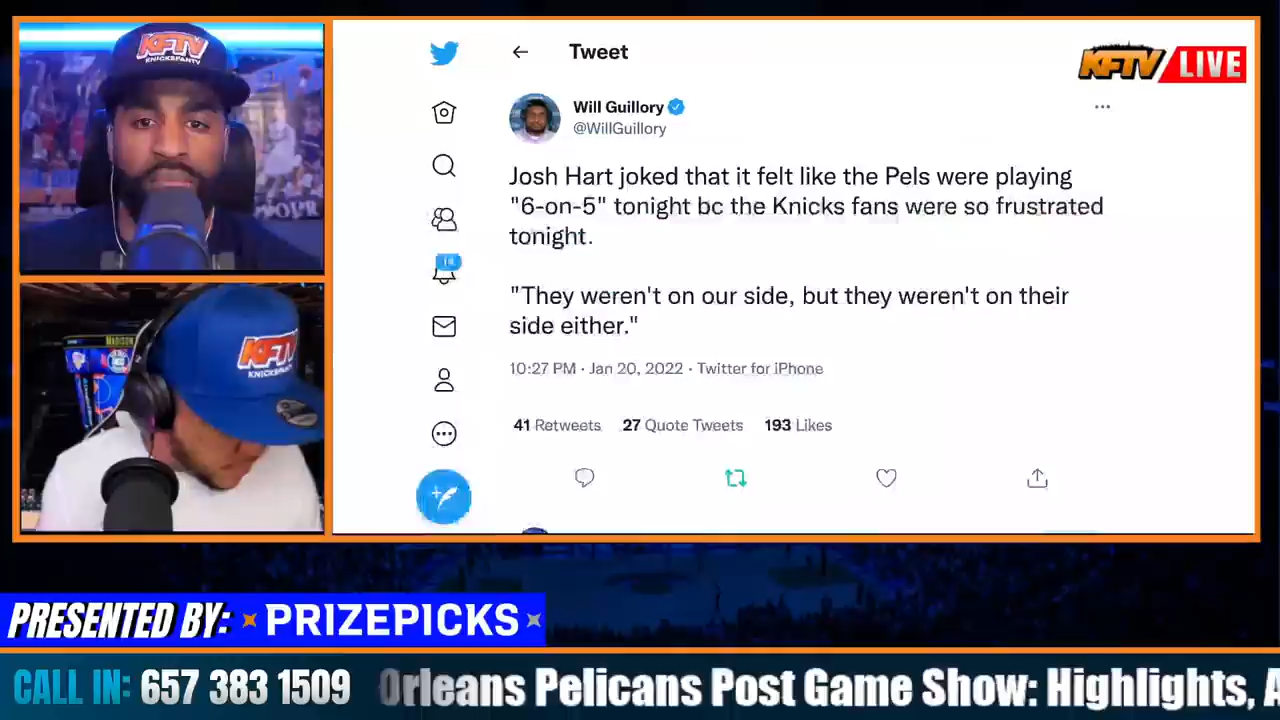 KFTV
KNICKSFANTV
MADISON
KFTV
KNICKSFANTV
Tweet
KFTV LIVE
Will Guillory
@WillGuillory
Josh Hart joked that it felt like the Pels were playing
"6-on-5" tonight bc the Knicks fans were so frustrated
tonight.
"They weren't on our side, but they weren't on their
side either."
10:27 PM · Jan 20, 2022 · Twitter for iPhone
41 Retweets 27 Quote Tweets 193 Likes
PRESENTED BY: PRIZEPICKS
CALL IN: 657 383 1509 Orleans Pelicans Post Game Show: Highlights, A